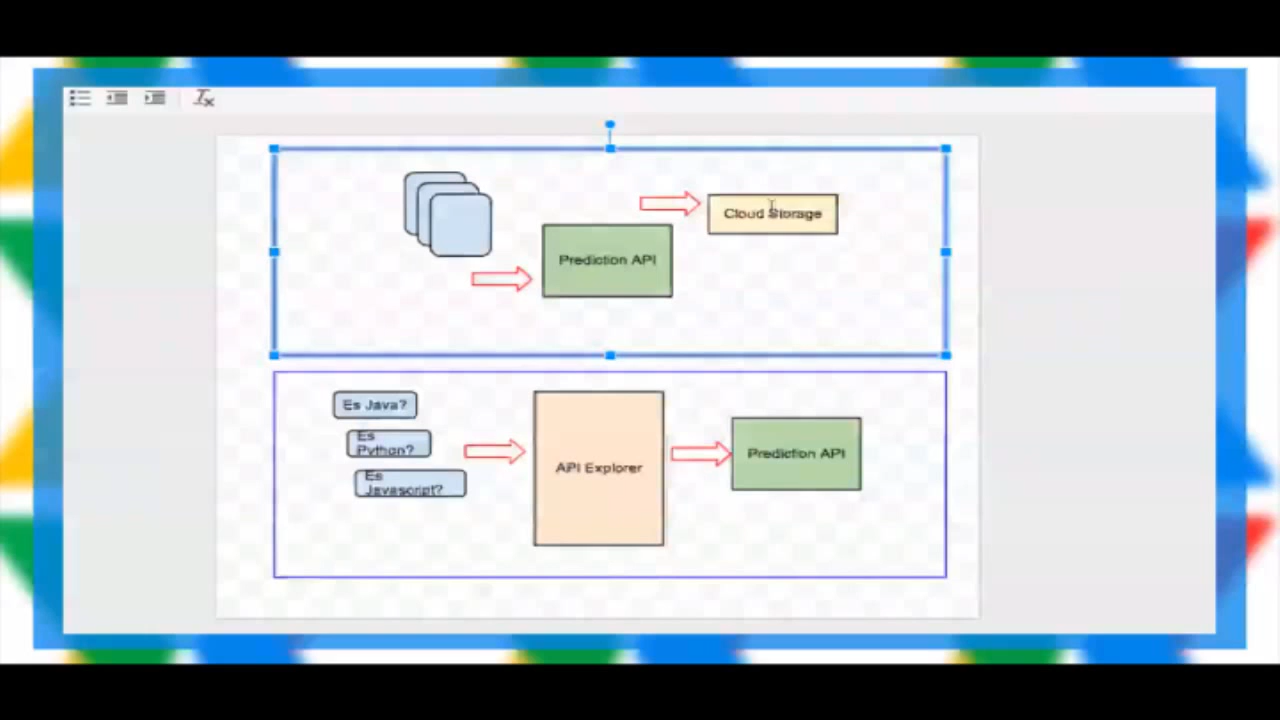 Cloud Storage
Prediction API
Es Java?
Es
Python?
Es
Javascript?
API Explorer
Prediction API